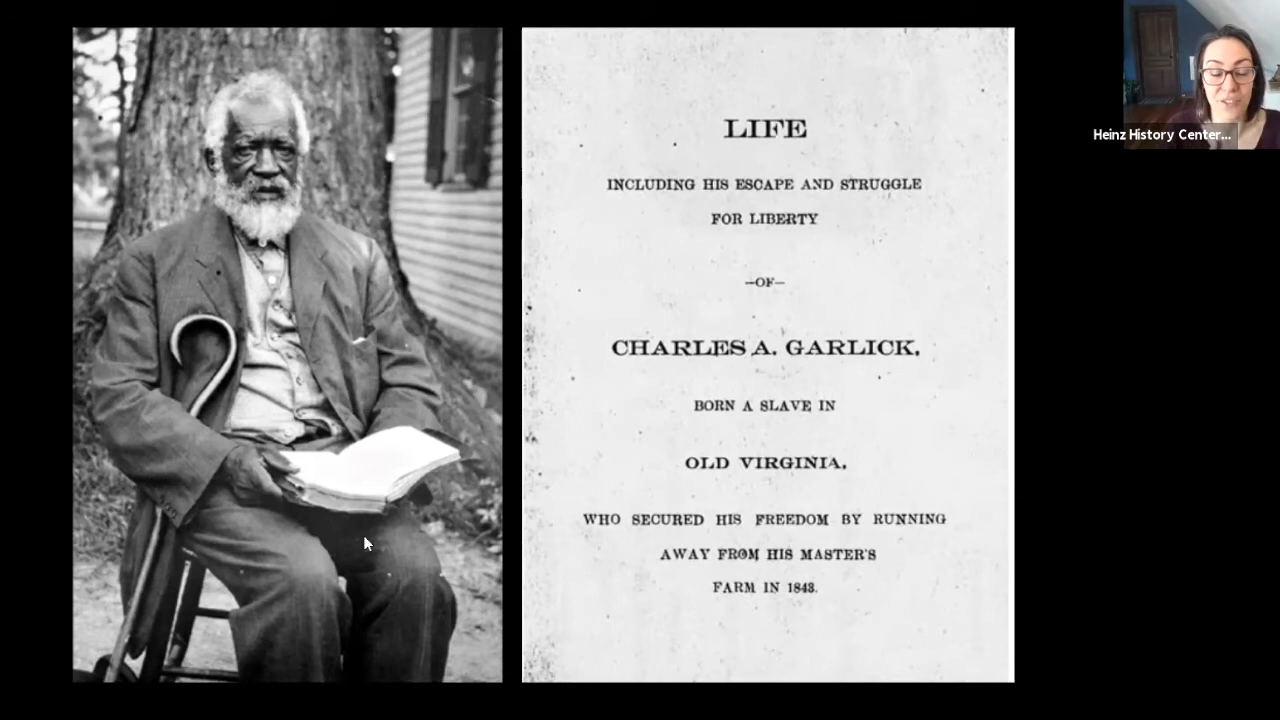 LIFE
INCLUDING HIS ESCAPE AND STRUGGLE
FOR LIBERTY
—OF—
CHARLES A. GARLICK,
BORN A SLAVE IN
OLD VIRGINIA,
WHO SECURED HIS FREEDOM BY RUNNING
AWAY FROM HIS MASTER'S
FARM IN 1843.
Heinz History Center...